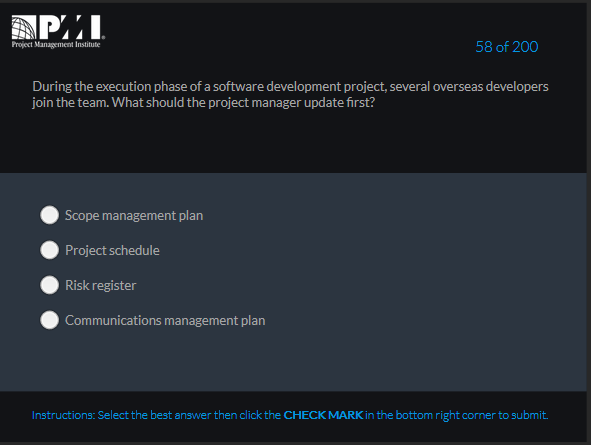 PMI
Project Management Institute
58 of 200
During the execution phase of a software development project, several overseas developers
join the team. What should the project manager update first?
Scope management plan
Project schedule
Risk register
Communications management plan
Instructions: Select the best answer then click the CHECK MARK in the bottom right corner to submit.